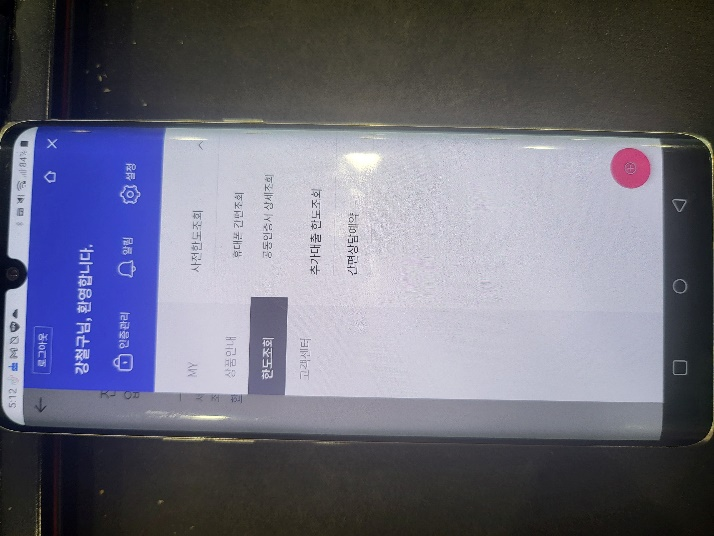 5:12
84%
로그아웃
강철구님, 환영합니다.
인증관리
알림
설정
MY
상품안내
한도조회
고객센터
사전한도조회
휴대폰 간편조회
공동인증서 상세조회
추가대출 한도조회
간편상담예약